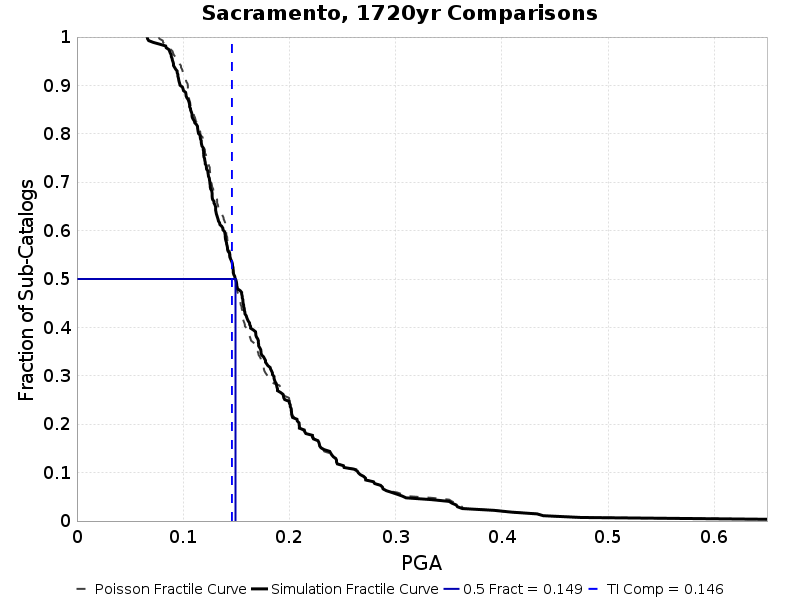 Sacramento, 1720yr Comparisons
1
0.9
0.8
0.7
0.6
0.5
0.4
0.3
0.2
0.1
0
Fraction of Sub-Catalogs
0 0.1 0.2 0.3 0.4 0.5 0.6
PGA
Poisson Fractile Curve Simulation Fractile Curve 0.5 Fract = 0.149 TI Comp = 0.146